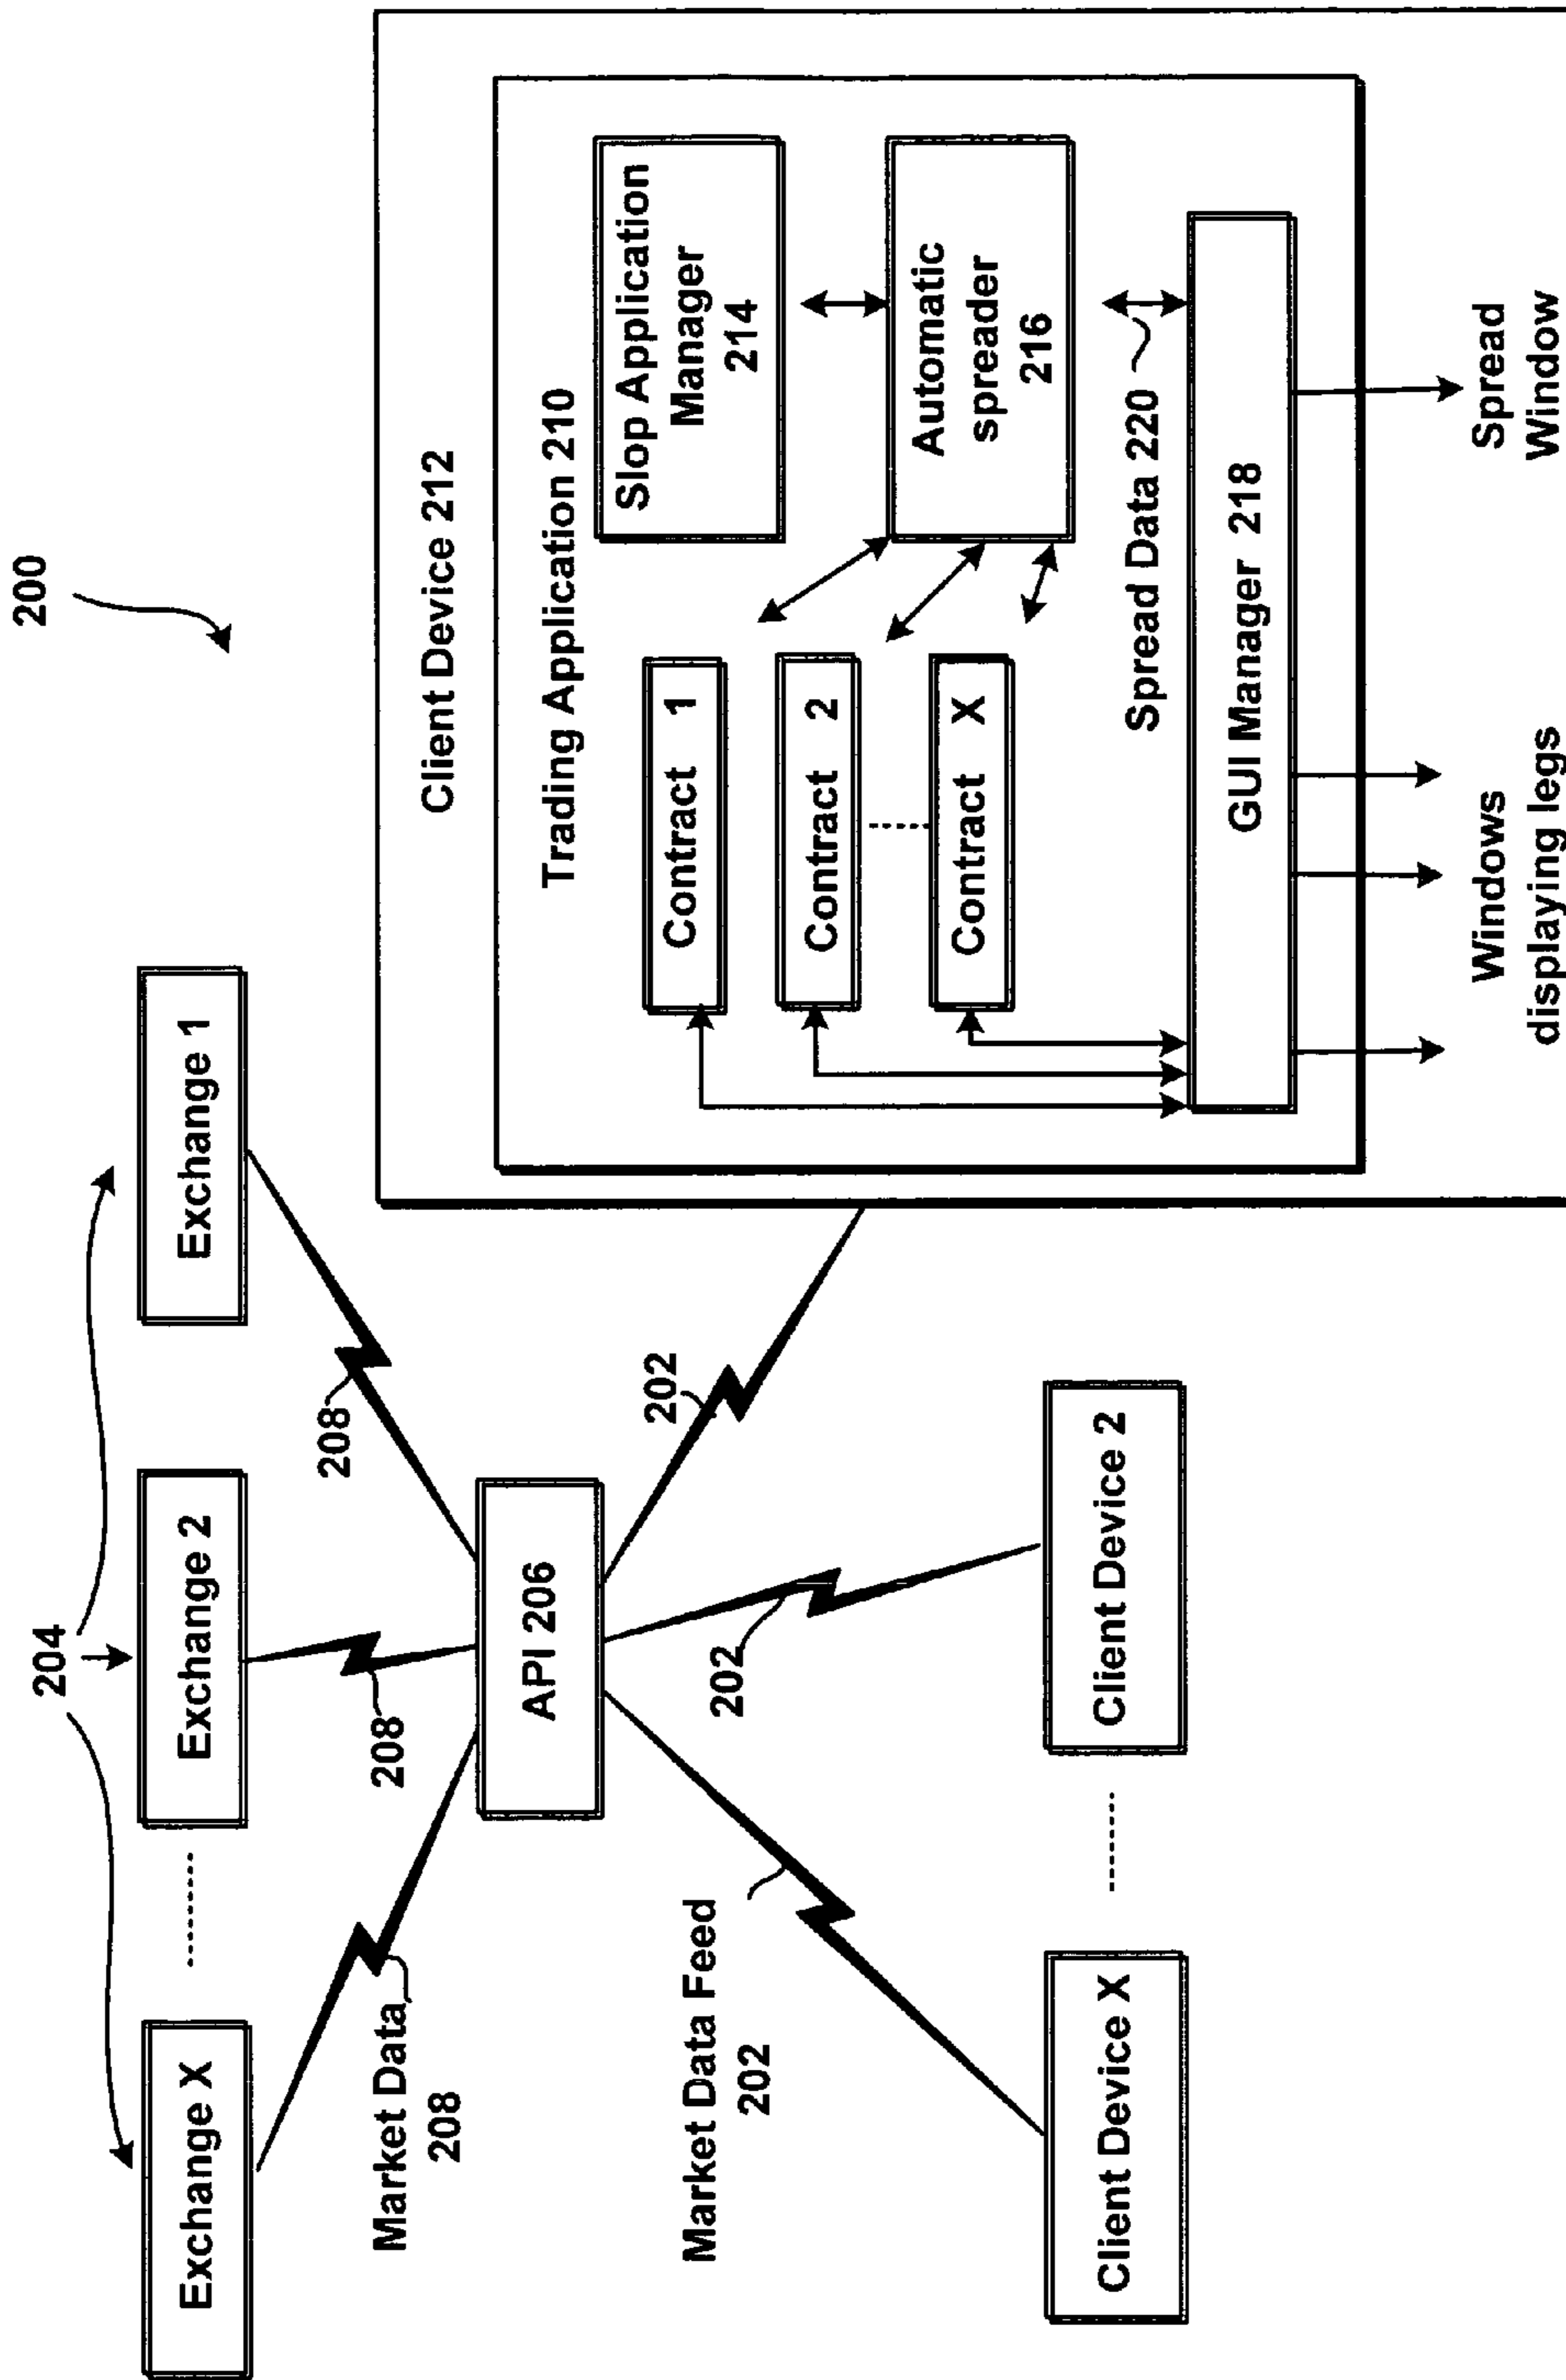 200
204
Exchange X
Exchange 2
Exchange 1
Market Data
208
208
208
API 206
Market Data Feed
202
202
202
Client Device X
Client Device 2
Client Device 212
Trading Application 210
Contract 1
Contract 2
Contract X
Slop Application
Manager
214
Automatic
spreader
216
Spread Data 220
GUI Manager 218
Windows
displaying legs
Spread
Window